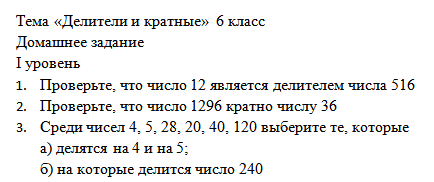 Тема «Делители и кратные» 6 класс
Домашнее задание
I уровень
1. Проверьте, что число 12 является делителем числа 516
2. Проверьте, что число 1296 кратно числу 36
3. Среди чисел 4, 5, 28, 20, 40, 120 выберите те, которые
а) делятся на 4 и на 5;
б) на которые делится число 240